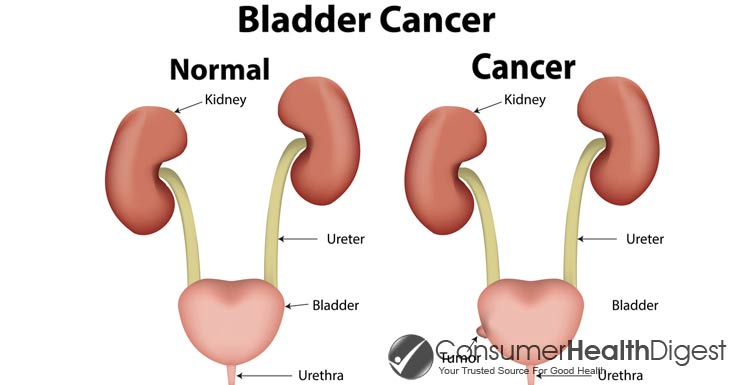 Bladder Cancer
Normal
Cancer
Kidney
Kidney
Ureter
Ureter
Bladder
Bladder
Tumor
ConsumerHealthDigest
Your Trusted Source For Good Health
Urethra
Urethra